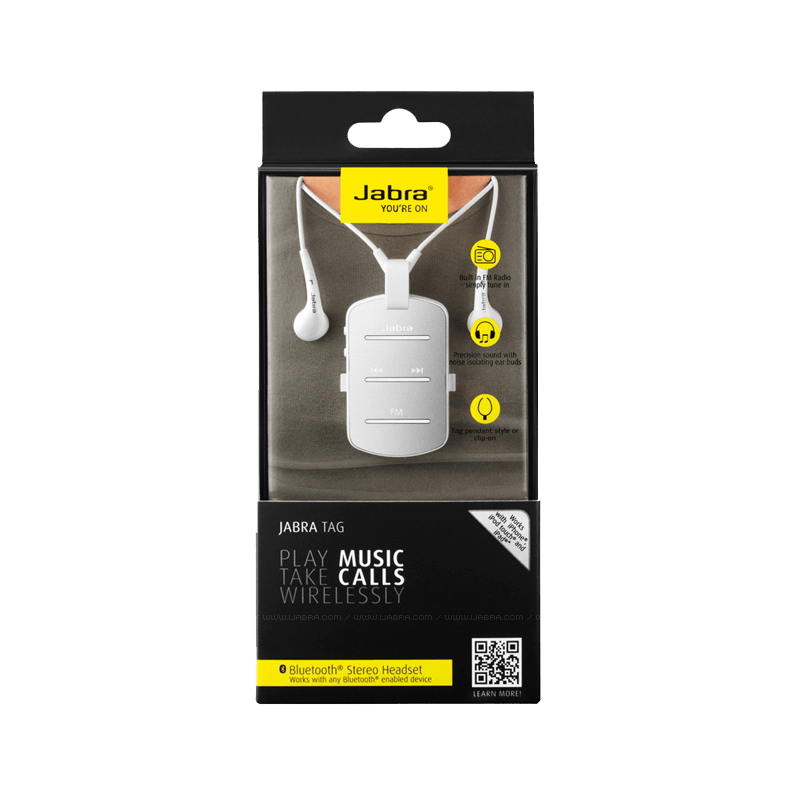 Jabra®
YOU'RE ON
Built in FM Radio
simply tune in
Jabra
Jabra
Precision sound with
noise isolating ear buds
FM
Tag pendant style or
clip-on
JABRA TAG
Works
with iPhone®,
iPod touch® and
iPad®*
PLAY MUSIC
TAKE CALLS
WIRELESSLY
/ WWW.IJABRA.COM / WWW.IJABRA.COM / WWW.IJABRA.COM /
Bluetooth® Stereo Headset
Works with any Bluetooth® enabled device
LEARN MORE!